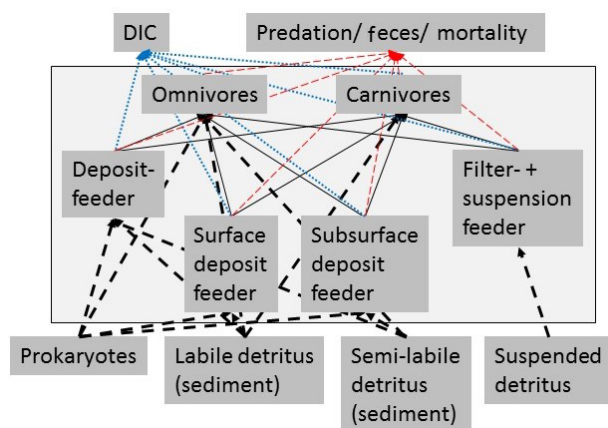 DIC
Predation/ feces/ mortality
Omnivores
Carnivores
Deposit-
feeder
Filter- +
suspension
feeder
Surface
deposit
feeder
Subsurface
deposit
feeder
Prokaryotes
Labile detritus
(sediment)
Semi-labile
detritus
(sediment)
Suspended
detritus